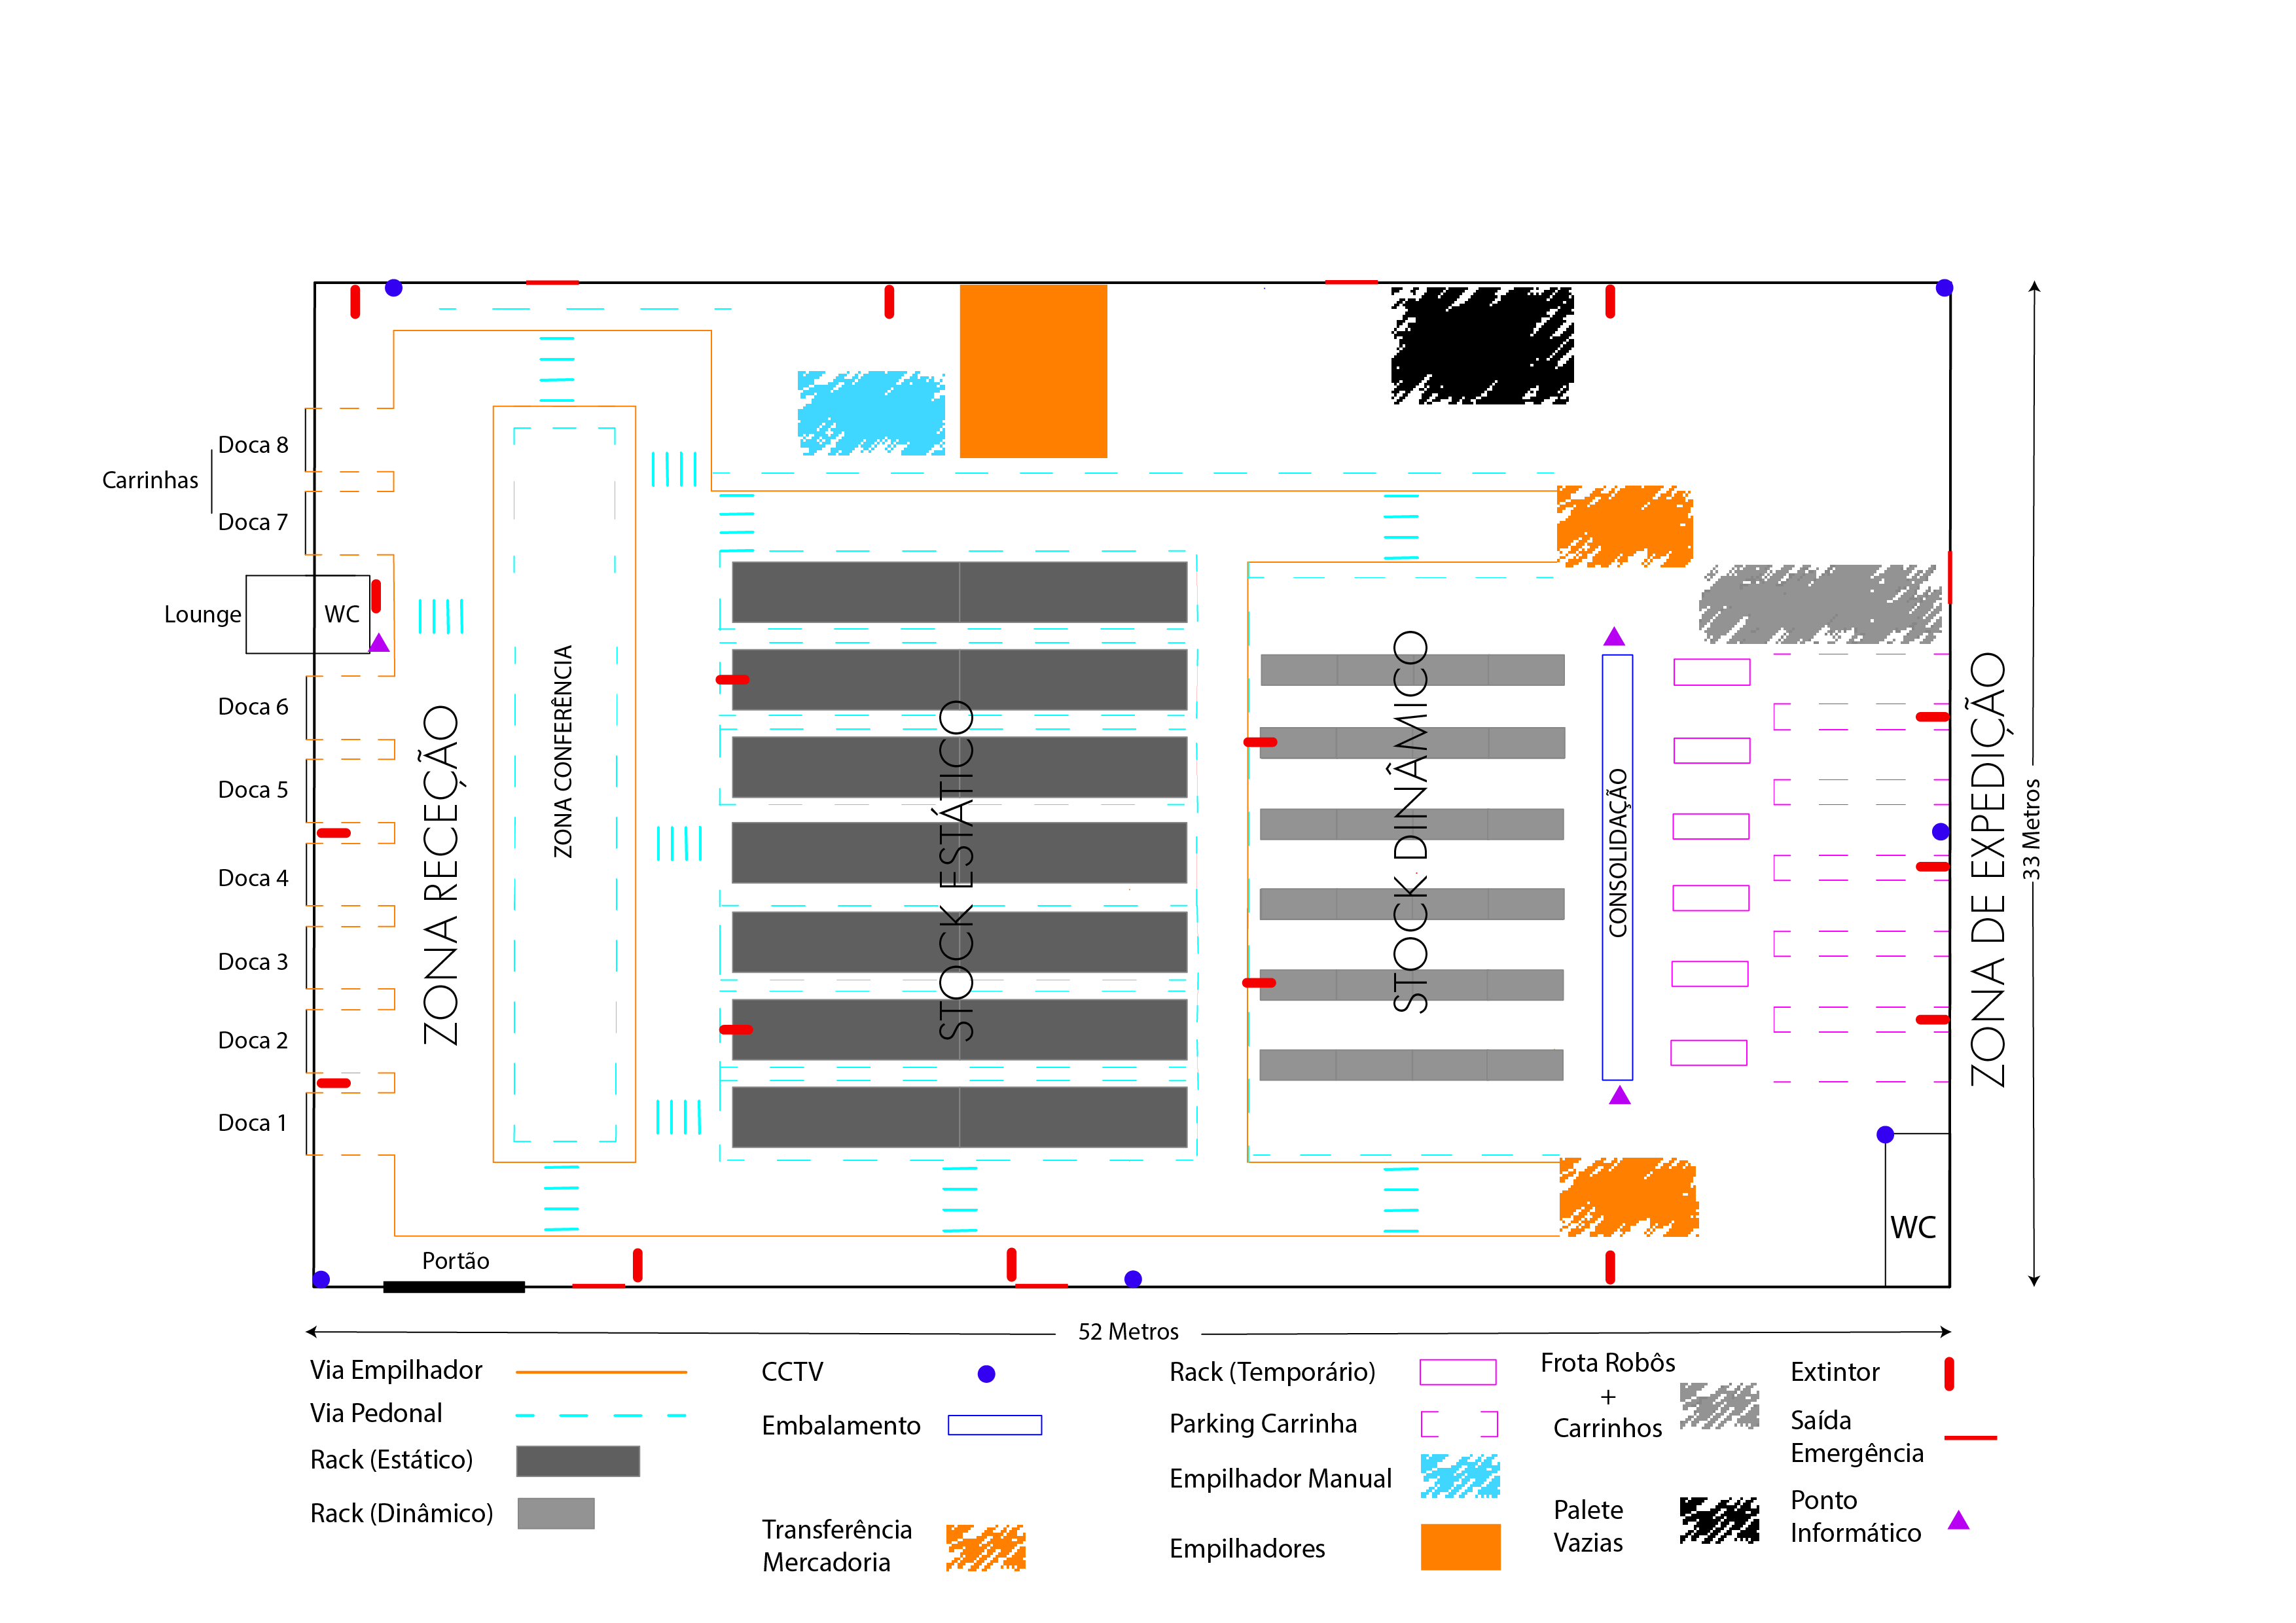 Doca 8
Carrinhas
Doca 7
Lounge
WC
Doca 6
Doca 5
Doca 4
Doca 3
Doca 2
Doca 1
ZONA RECEÇÃO
ZONA CONFERÊNCIA
STOCK ESTÁTICO
STOCK DINÂMICO
CONSOLIDAÇÃO
ZONA DE EXPEDIÇÃO
33 Metros
WC
Portão
52 Metros
Via Empilhador
Via Pedonal
Rack (Estático)
Rack (Dinâmico)
CCTV
Embalamento
Transferência
Mercadoria
Rack (Temporário)
Parking Carrinha
Empilhador Manual
Empilhadores
Frota Robôs
+
Carrinhos
Palete
Vazias
Extintor
Saída
Emergência
Ponto
Informático